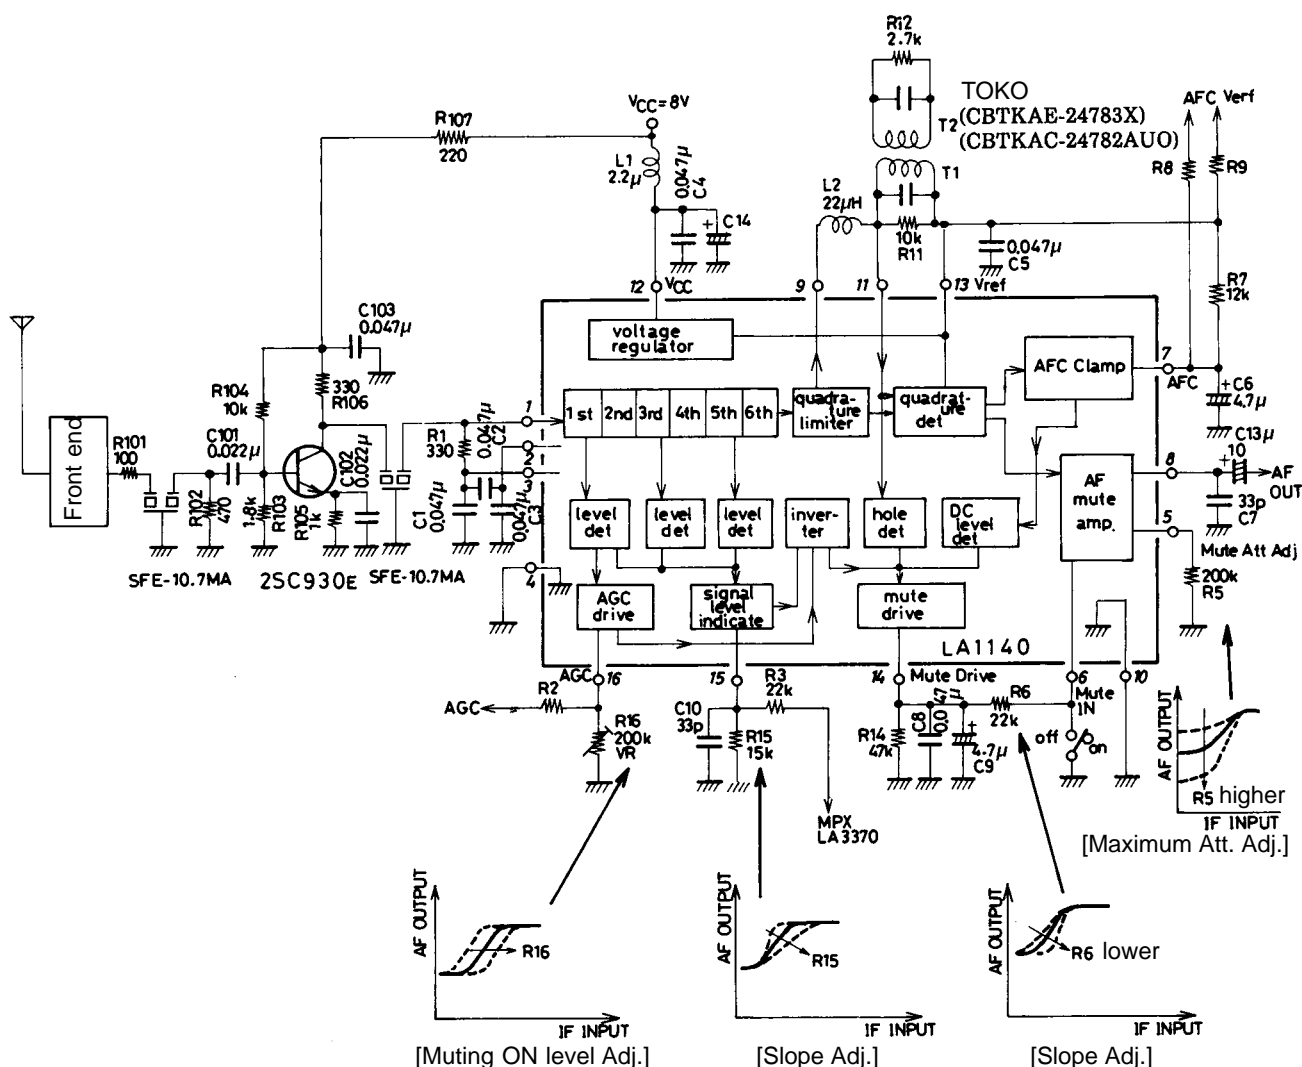 R12
2.7k
TOKO
(CBTKAE-24783X)
(CBTKAC-24782AUO)
T2
T1
AFC Verf
R8
R9
VCC=8V
R107
220
L1
2.2μ
0.047μ
C4
+ C14
L2
22μH
10k
R11
0.047μ
C5
R7
12k
12 VCC
9
11
13 Vref
C103
0.047μ
voltage
regulator
AFC Clamp
7
AFC
+ C6
4.7μ
R104
10k
330
R106
1st 2nd 3rd 4th 5th 6th
quadra-
ture
limiter
quadrat-
ure
det
Front end
R101
100
C101
0.022μ
R102
470
1.8k
R103
R105
1k
C102
0.022μ
R1
330
0.047μ
C2
1
2
3
C1
0.047μ
0.047μ
C3
level
det
level
det
level
det
inver-
ter
hole
det
DC
level
det
AF
mute
amp.
8
5
C13μ
10
+
AF
OUT
33p
C7
Mute Att Adj
200k
R5
SFE-10.7MA
2SC930E
SFE-10.7MA
4
AGC
drive
signal
level
indicate
mute
drive
LA1140
AGC 16
15
14 Mute Drive
6
Mute
IN
10
AGC
R2
R16
200k
VR
C10
33p
R3
22k
R15
15k
R14
47k
C8
0.047
μ
+
4.7μ
C9
R6
22k
off
on
MPX
LA3370
AF OUTPUT
R5 higher
IF INPUT
[Maximum Att. Adj.]
AF OUTPUT
R16
IF INPUT
[Muting ON level Adj.]
AF OUTPUT
R15
IF INPUT
[Slope Adj.]
AF OUTPUT
R6 lower
IF INPUT
[Slope Adj.]